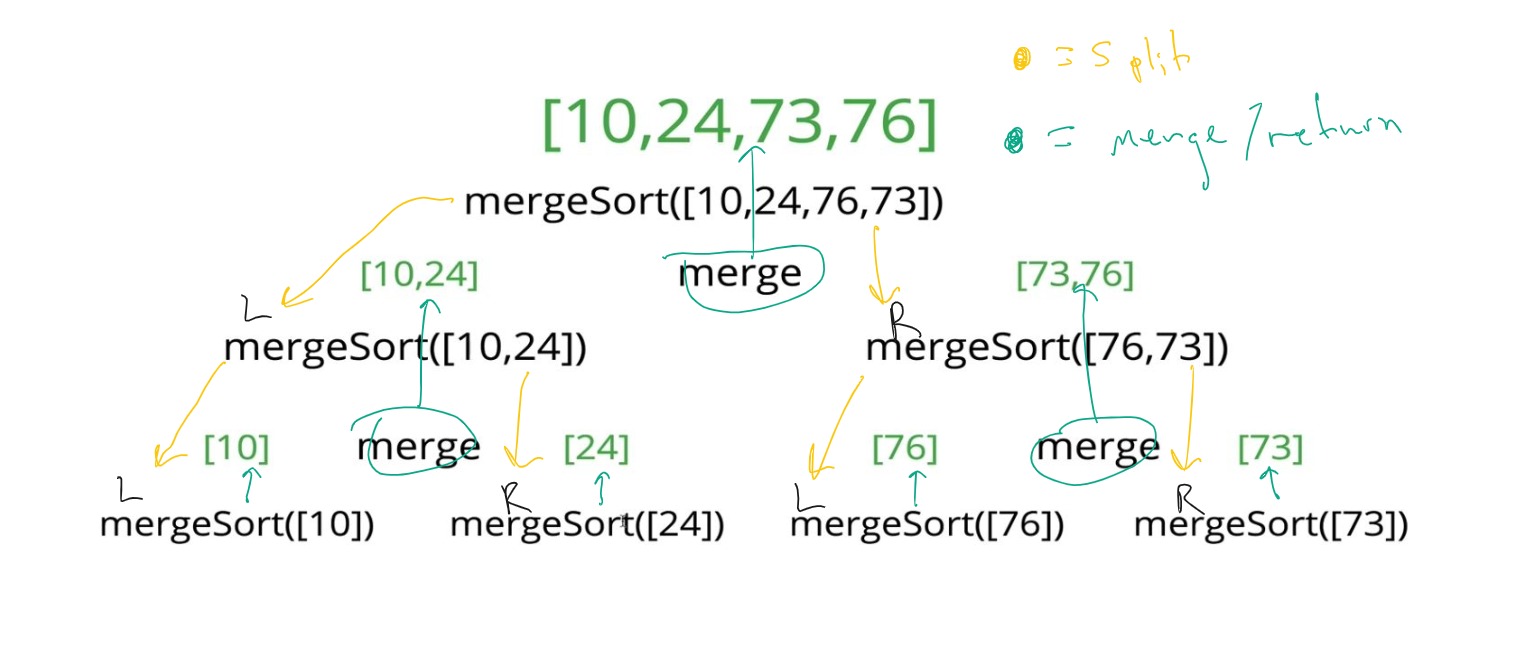 = split
[10,24,73,76]
= merge/return
mergeSort([10,24,76,73])
[10,24]
merge
[73,76]
L
R
mergeSort([10,24])
mergeSort([76,73])
[10]
merge
[24]
[76]
merge
[73]
L
R
L
R
mergeSort([10])
mergeSort([24])
mergeSort([76])
mergeSort([73])